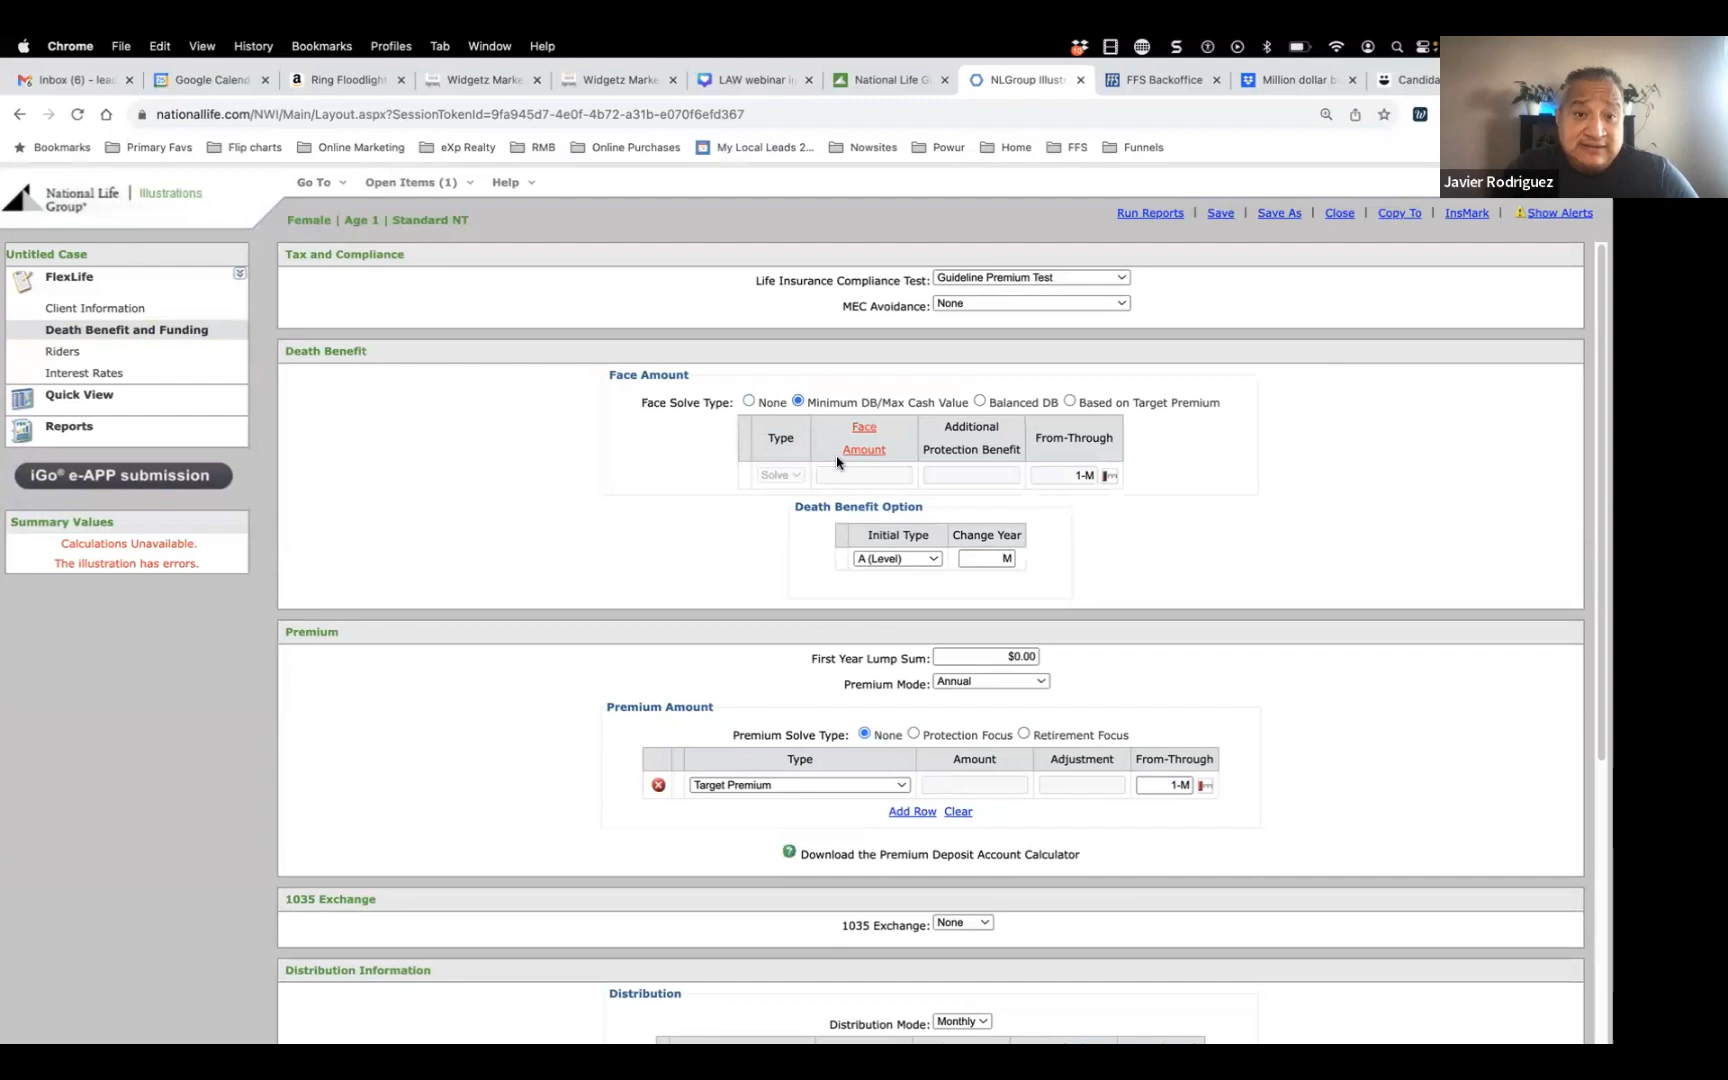 Chrome File Edit View History Bookmarks Profiles Tab Window Help
Inbox (6) – lea
Google Calend
Ring Floodligh
Widgetz Marke
Widgetz Marke
LAW webinar i
National Life G
NLGroup Illustr
FFS Backoffice
Million dollar b
Candida
nationallife.com/NWI/Main/Layout.aspx?SessionTokenId=9fa945d7-4e0f-4b72-a31b-e070f6efd367
Bookmarks Primary Favs Flip charts Online Marketing eXp Realty RMB Online Purchases My Local Leads 2... Nowsites Powur Home FFS Funnels
Javier Rodriguez
National Life Group®
Illustrations
Go To Open Items (1) Help
Female | Age 1 | Standard NT
Run Reports | Save | Save As | Close | Copy To | InsMark | Show Alerts
Untitled Case
FlexLife
Client Information
Death Benefit and Funding
Riders
Interest Rates
Quick View
Reports
iGo® e-APP submission
Summary Values
Calculations Unavailable.
The illustration has errors.
Tax and Compliance
Life Insurance Compliance Test: Guideline Premium Test
MEC Avoidance: None
Death Benefit
Face Amount
Face Solve Type: None Minimum DB/Max Cash Value Balanced DB Based on Target Premium
Type Face Amount Additional Protection Benefit From-Through
Solve 1-M
Death Benefit Option
Initial Type Change Year
A (Level) M
Premium
First Year Lump Sum: $0.00
Premium Mode: Annual
Premium Amount
Premium Solve Type: None Protection Focus Retirement Focus
Type Amount Adjustment From-Through
Target Premium 1-M
Add Row Clear
Download the Premium Deposit Account Calculator
1035 Exchange
1035 Exchange: None
Distribution Information
Distribution
Distribution Mode: Monthly